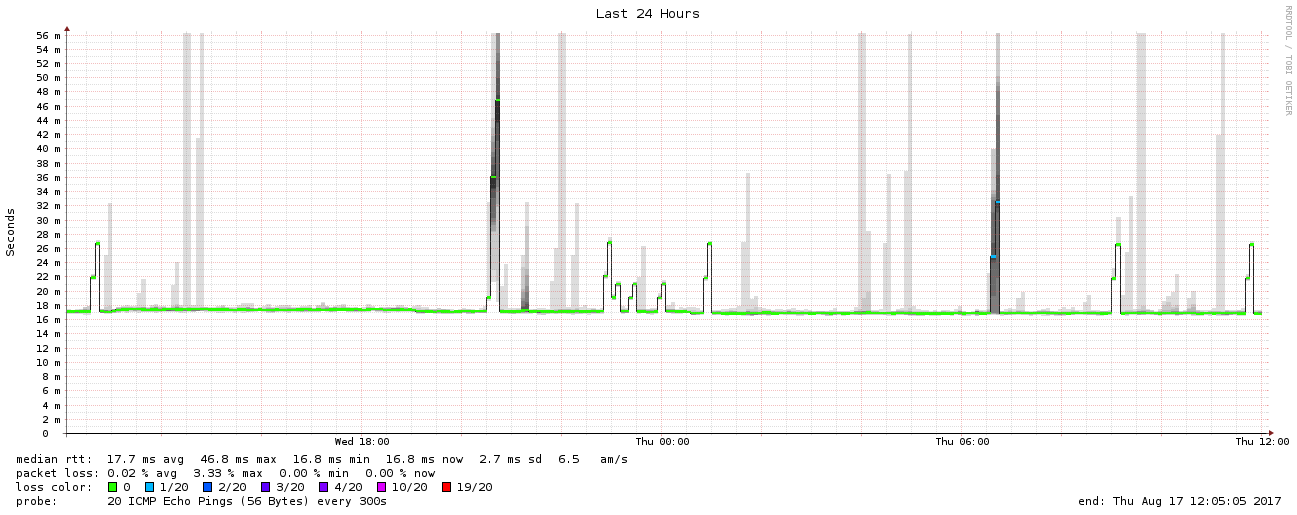 Last 24 Hours
RRDTOOL / TOBI OETIKER
Seconds
56 m
54 m
52 m
50 m
48 m
46 m
44 m
42 m
40 m
38 m
36 m
34 m
32 m
30 m
28 m
26 m
24 m
22 m
20 m
18 m
16 m
14 m
12 m
10 m
8 m
6 m
4 m
2 m
0
Wed 18:00 Thu 00:00 Thu 06:00 Thu 12:00
median rtt: 17.7 ms avg 46.8 ms max 16.8 ms min 16.8 ms now 2.7 ms sd 6.5 am/s
packet loss: 0.02 % avg 3.33 % max 0.00 % min 0.00 % now
loss color: 0 1/20 2/20 3/20 4/20 10/20 19/20
probe: 20 ICMP Echo Pings (56 Bytes) every 300s end: Thu Aug 17 12:05:05 2017